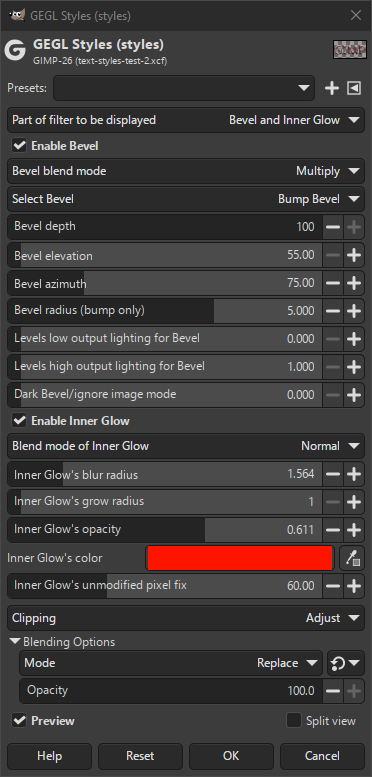 GEGL Styles (styles)
GEGL Styles (styles)
GIMP-26 (text-styles-test-2.xcf)
Presets:
Part of filter to be displayed Bevel and Inner Glow
Enable Bevel
Bevel blend mode Multiply
Select Bevel Bump Bevel
Bevel depth 100
Bevel elevation 55.00
Bevel azimuth 75.00
Bevel radius (bump only) 5.000
Levels low output lighting for Bevel 0.000
Levels high output lighting for Bevel 1.000
Dark Bevel/ignore image mode 0.000
Enable Inner Glow
Blend mode of Inner Glow Normal
Inner Glow's blur radius 1.564
Inner Glow's grow radius 1
Inner Glow's opacity 0.611
Inner Glow's color
Inner Glow's unmodified pixel fix 60.00
Clipping Adjust
Blending Options
Mode Replace
Opacity 100.0
Preview Split view
Help Reset OK Cancel